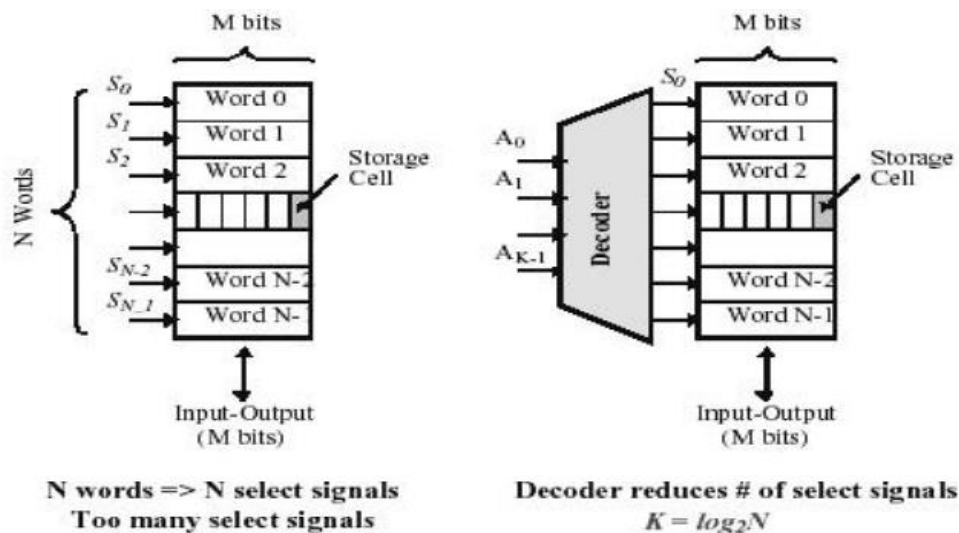 M bits
S0
S1
S2
SN-2
SN_1
N Words
Word 0
Word 1
Word 2
Word N-2
Word N-
Storage
Cell
Input-Output
(M bits)
N words => N select signals
Too many select signals
M bits
S0
A0
A1
AK-1
Decoder
Word 0
Word 1
Word 2
Word N-2
Word N-1
Storage
Cell
Input-Output
(M bits)
Decoder reduces # of select signals
K = log2N